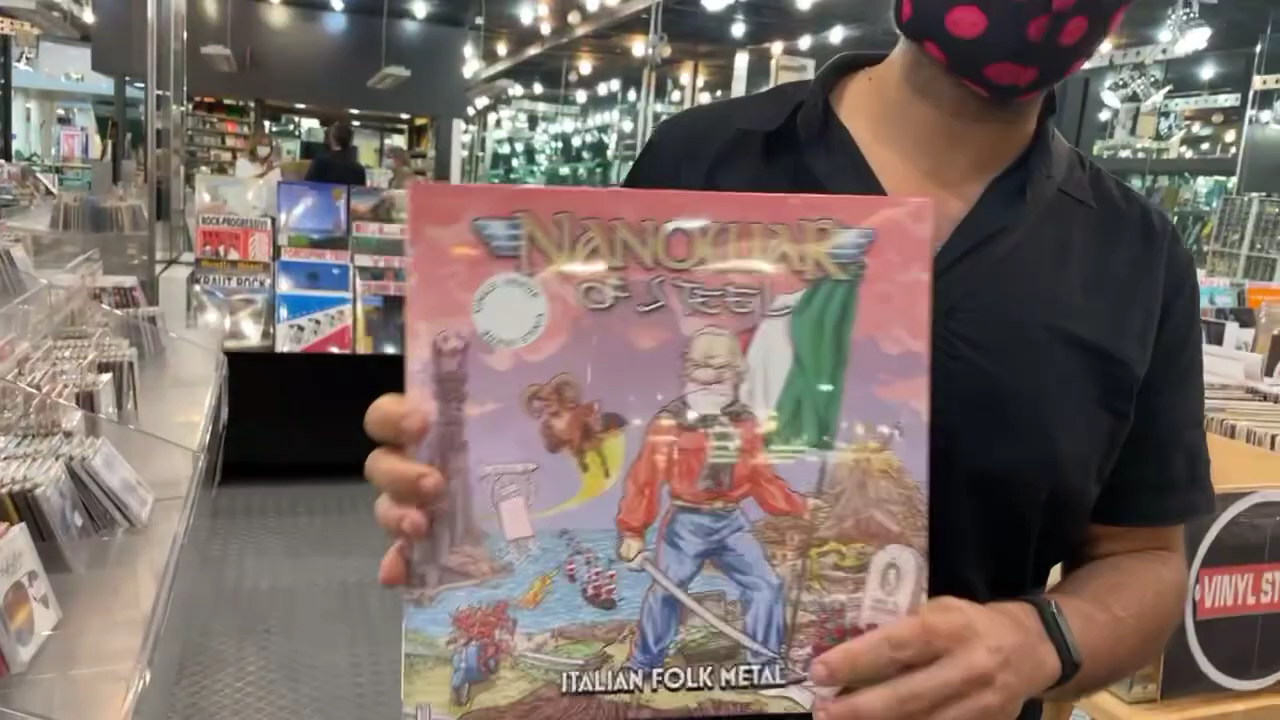 NANOWAR
OF STEEL
ITALIAN FOLK METAL
ROCK-PROGRESSIVE
KRAUT ROCK
VINYL ST